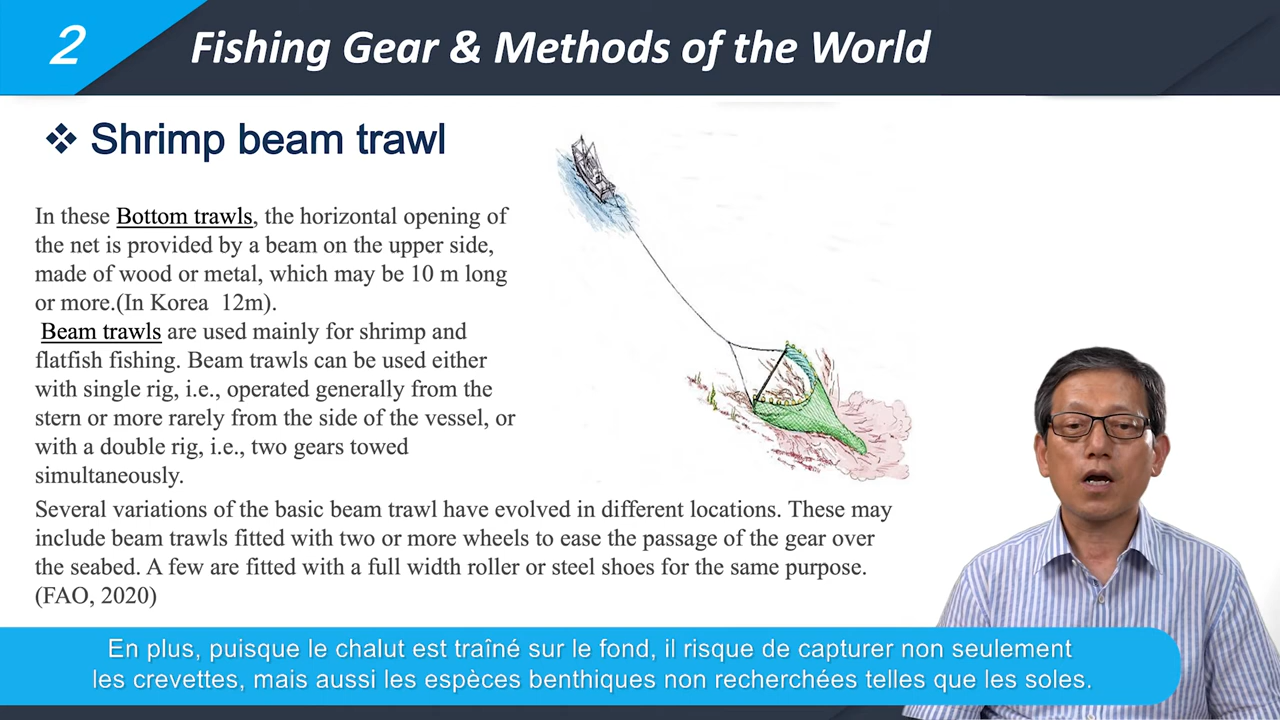 2
Fishing Gear & Methods of the World
❖ Shrimp beam trawl
In these Bottom trawls, the horizontal opening of
the net is provided by a beam on the upper side,
made of wood or metal, which may be 10 m long
or more.(In Korea 12m).
Beam trawls are used mainly for shrimp and
flatfish fishing. Beam trawls can be used either
with single rig, i.e., operated generally from the
stern or more rarely from the side of the vessel, or
with a double rig, i.e., two gears towed
simultaneously.
Several variations of the basic beam trawl have evolved in different locations. These may
include beam trawls fitted with two or more wheels to ease the passage of the gear over
the seabed. A few are fitted with a full width roller or steel shoes for the same purpose.
(FAO, 2020)
En plus, puisque le chalut est traîné sur le fond, il risque de capturer non seulement
les crevettes, mais aussi les espèces benthiques non recherchées telles que les soles.